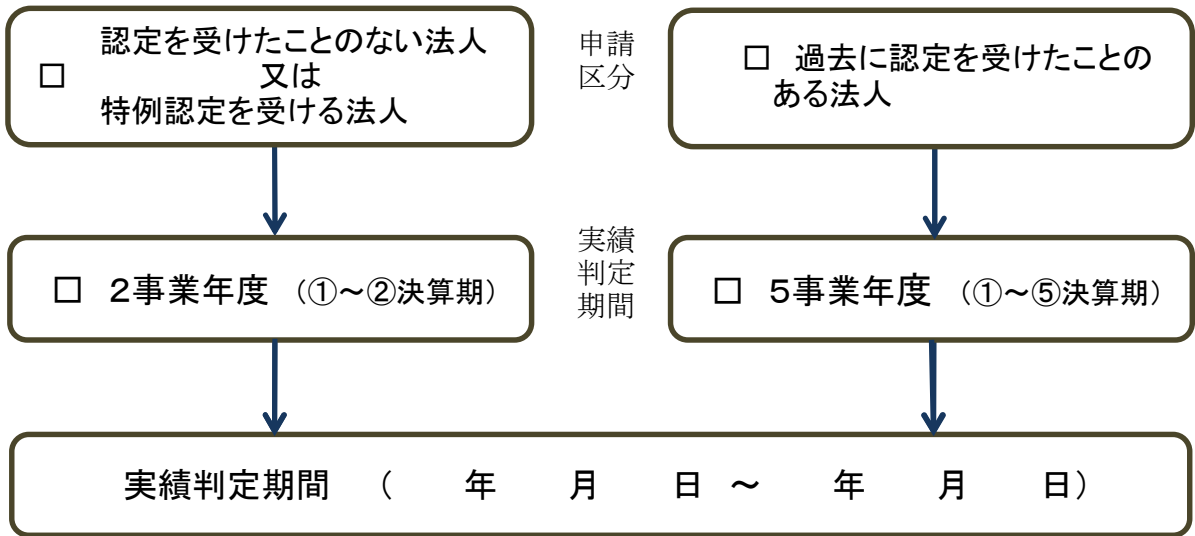 認定を受けたことのない法人
□ 又は
特例認定を受ける法人
申請
区分
□ 過去に認定を受けたことの
ある法人
□ 2事業年度 (①～②決算期)
実績
判定
期間
□ 5事業年度 (①～⑤決算期)
実績判定期間 ( 年 月 日 ～ 年 月 日)